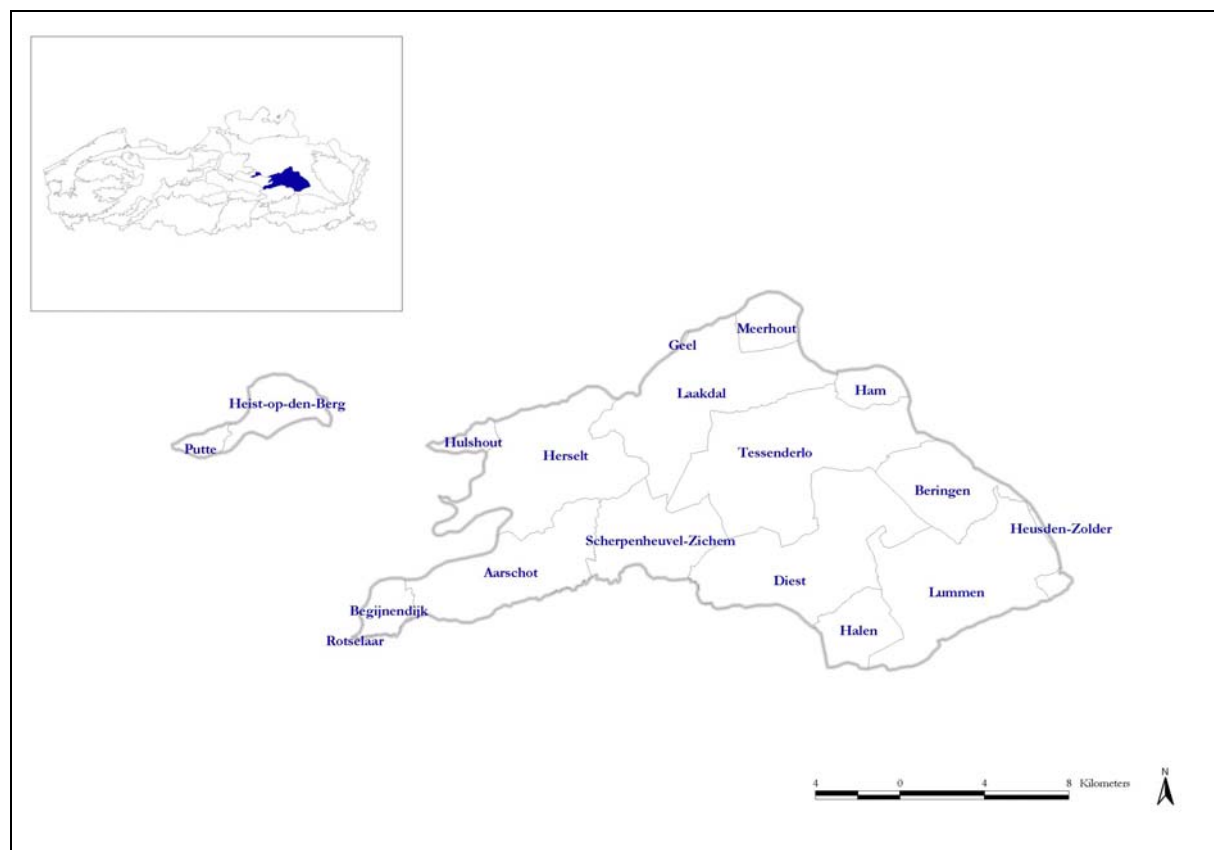 Meerhout
Geel
Laakdal
Ham
Heist-op-den-Berg
Putte
Hulshout
Herselt
Tessenderlo
Beringen
Heusden-Zolder
Scherpenheuvel-Zichem
Aarschot
Diest
Lummen
Begijnendijk
Halen
Rotselaar
N
4 0 4 8 Kilometers